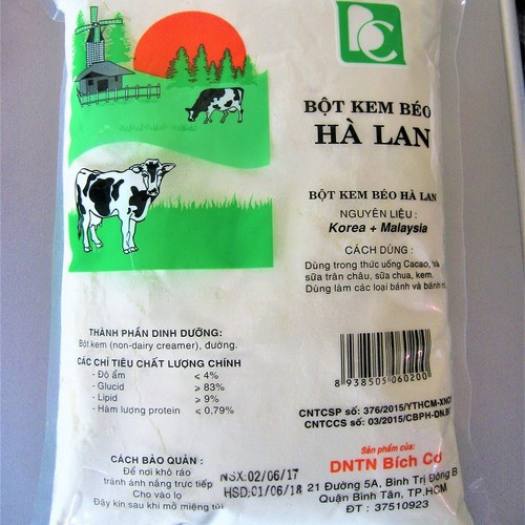 BC
BỘT KEM BÉO
HÀ LAN
BỘT KEM BÉO HÀ LAN
NGUYÊN LIỆU :
Korea + Malaysia
CÁCH DÙNG :
Dùng trong thức uống Cacao,
sữa trân châu, sữa chua, kem.
Dùng làm các loại bánh và bánh
THÀNH PHẦN DINH DƯỠNG:
Bột kem (non-dairy creamer), đường.
CÁC CHỈ TIÊU CHẤT LƯỢNG CHÍNH
- Độ ẩm < 4%
- Glucid ≥ 83%
- Lipid ≥ 9%
- Hàm lượng protein < 0,79%
8 938505 060200
CNTCSP số: 376/2015/YTHCM-XNC
CNTCCS số: 03/2015/CBPH-DN.
CÁCH BẢO QUẢN :
Để nơi khô ráo
tránh ánh nắng trực tiếp
Cho vào lọ
Đậy kín sau khi mở miệng túi
NSX:02/06/17
HSD:01/06/18
Sản phẩm của:
DNTN Bích Cơ
21 Đường 5A, Bình Trị Đông B
Quận Bình Tân, TP.HCM
ĐT : 37510923